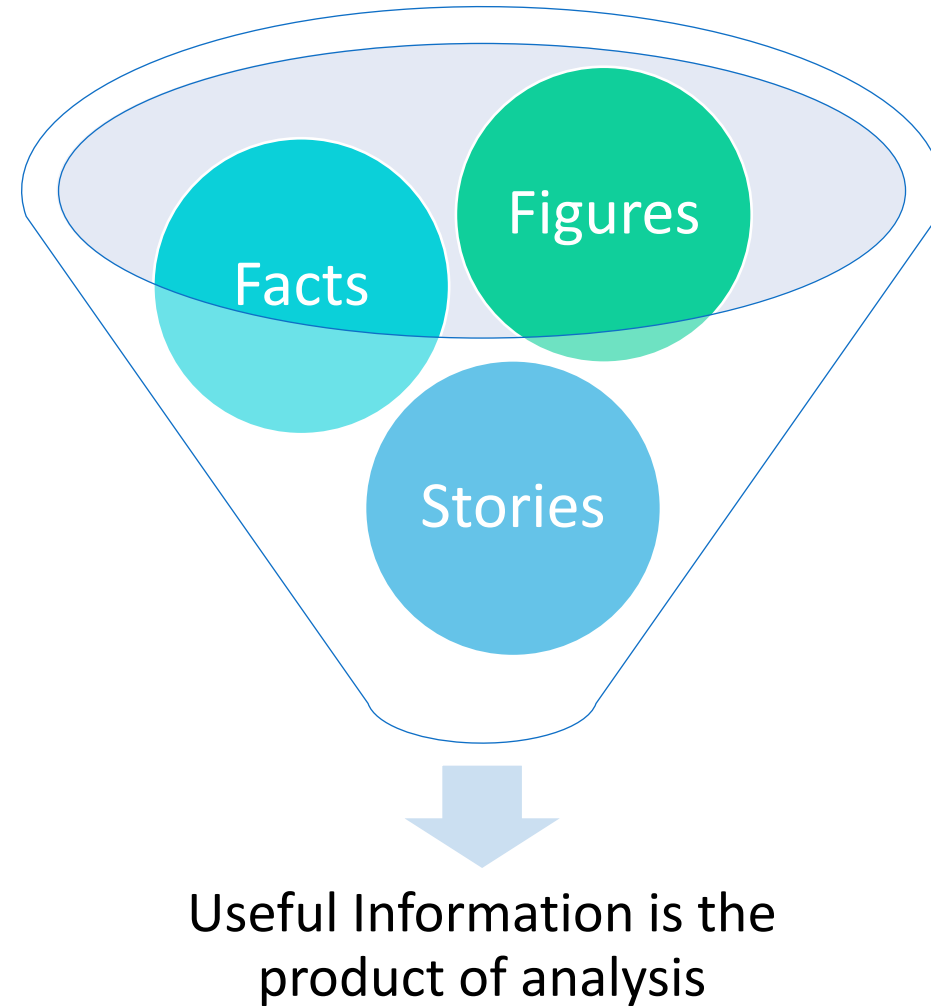 Figures
Facts
Stories
Useful Information is the
product of analysis